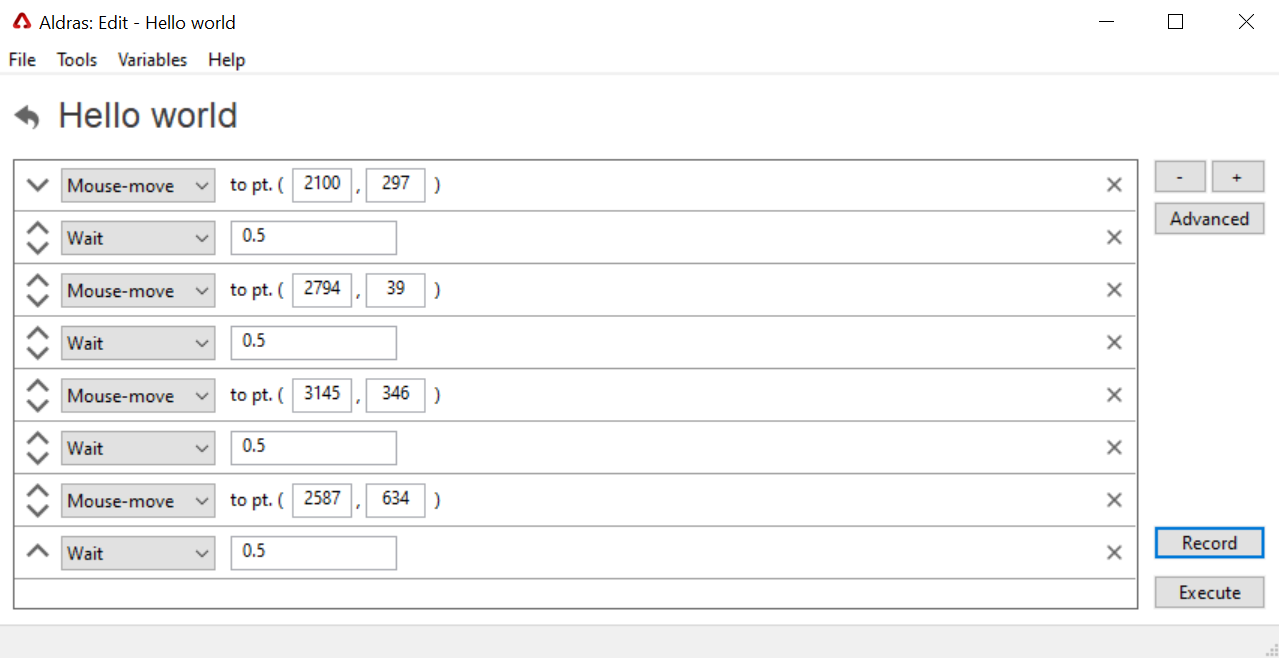 Aldras: Edit - Hello world
File Tools Variables Help
Hello world
Mouse-move to pt. ( 2100 , 297 )
- +
Wait 0.5
Advanced
Mouse-move to pt. ( 2794 , 39 )
Wait 0.5
Mouse-move to pt. ( 3145 , 346 )
Wait 0.5
Mouse-move to pt. ( 2587 , 634 )
Wait 0.5
Record
Execute